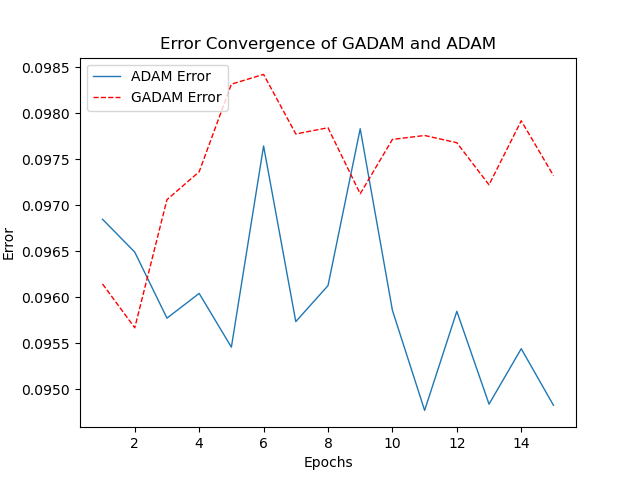 Error Convergence of GADAM and ADAM
ADAM Error
GADAM Error
0.0985
0.0980
0.0975
0.0970
0.0965
0.0960
0.0955
0.0950
Error
2 4 6 8 10 12 14
Epochs